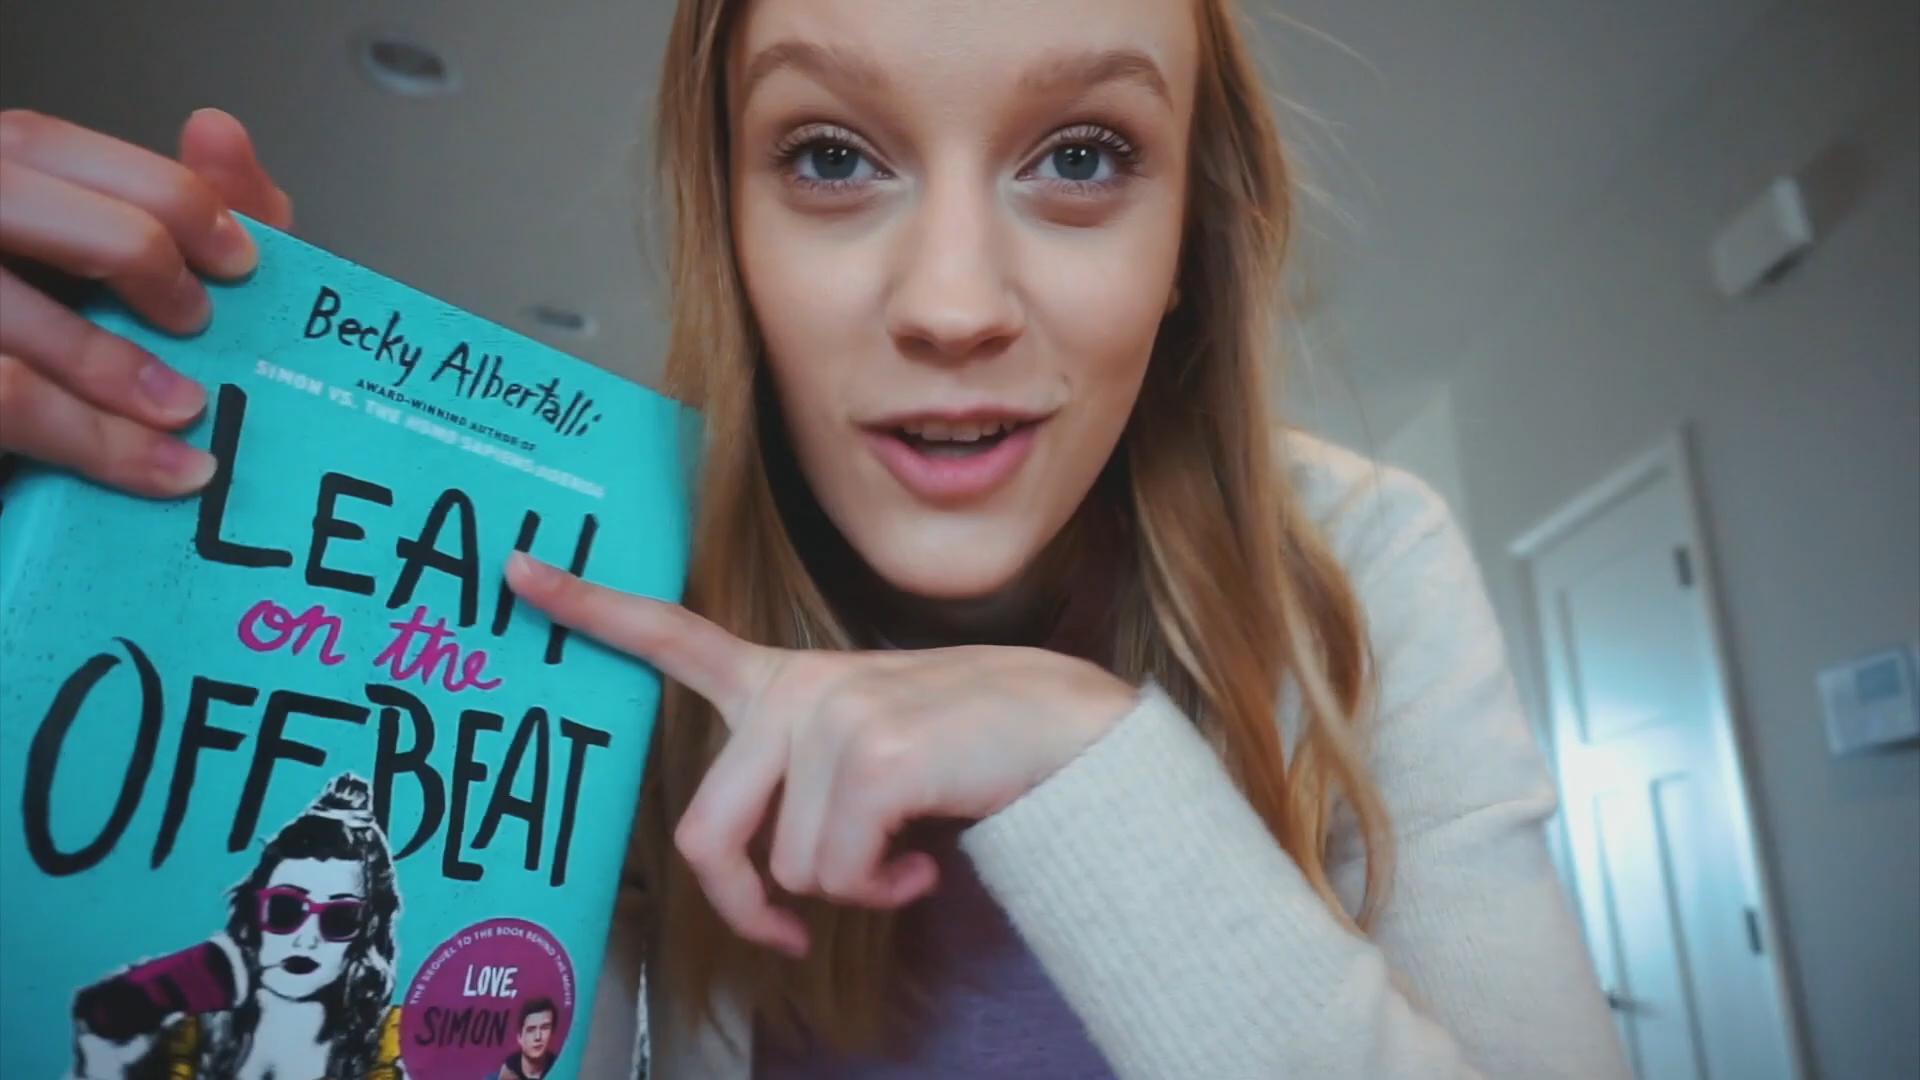 Becky Albertalli
AWARD-WINNING AUTHOR OF
SIMON VS. THE HOMO SAPIENS AGENDA
LEAH
on the
OFFBEAT
THE SEQUEL TO THE BOOK BEHIND THE MOVIE
LOVE,
SIMON